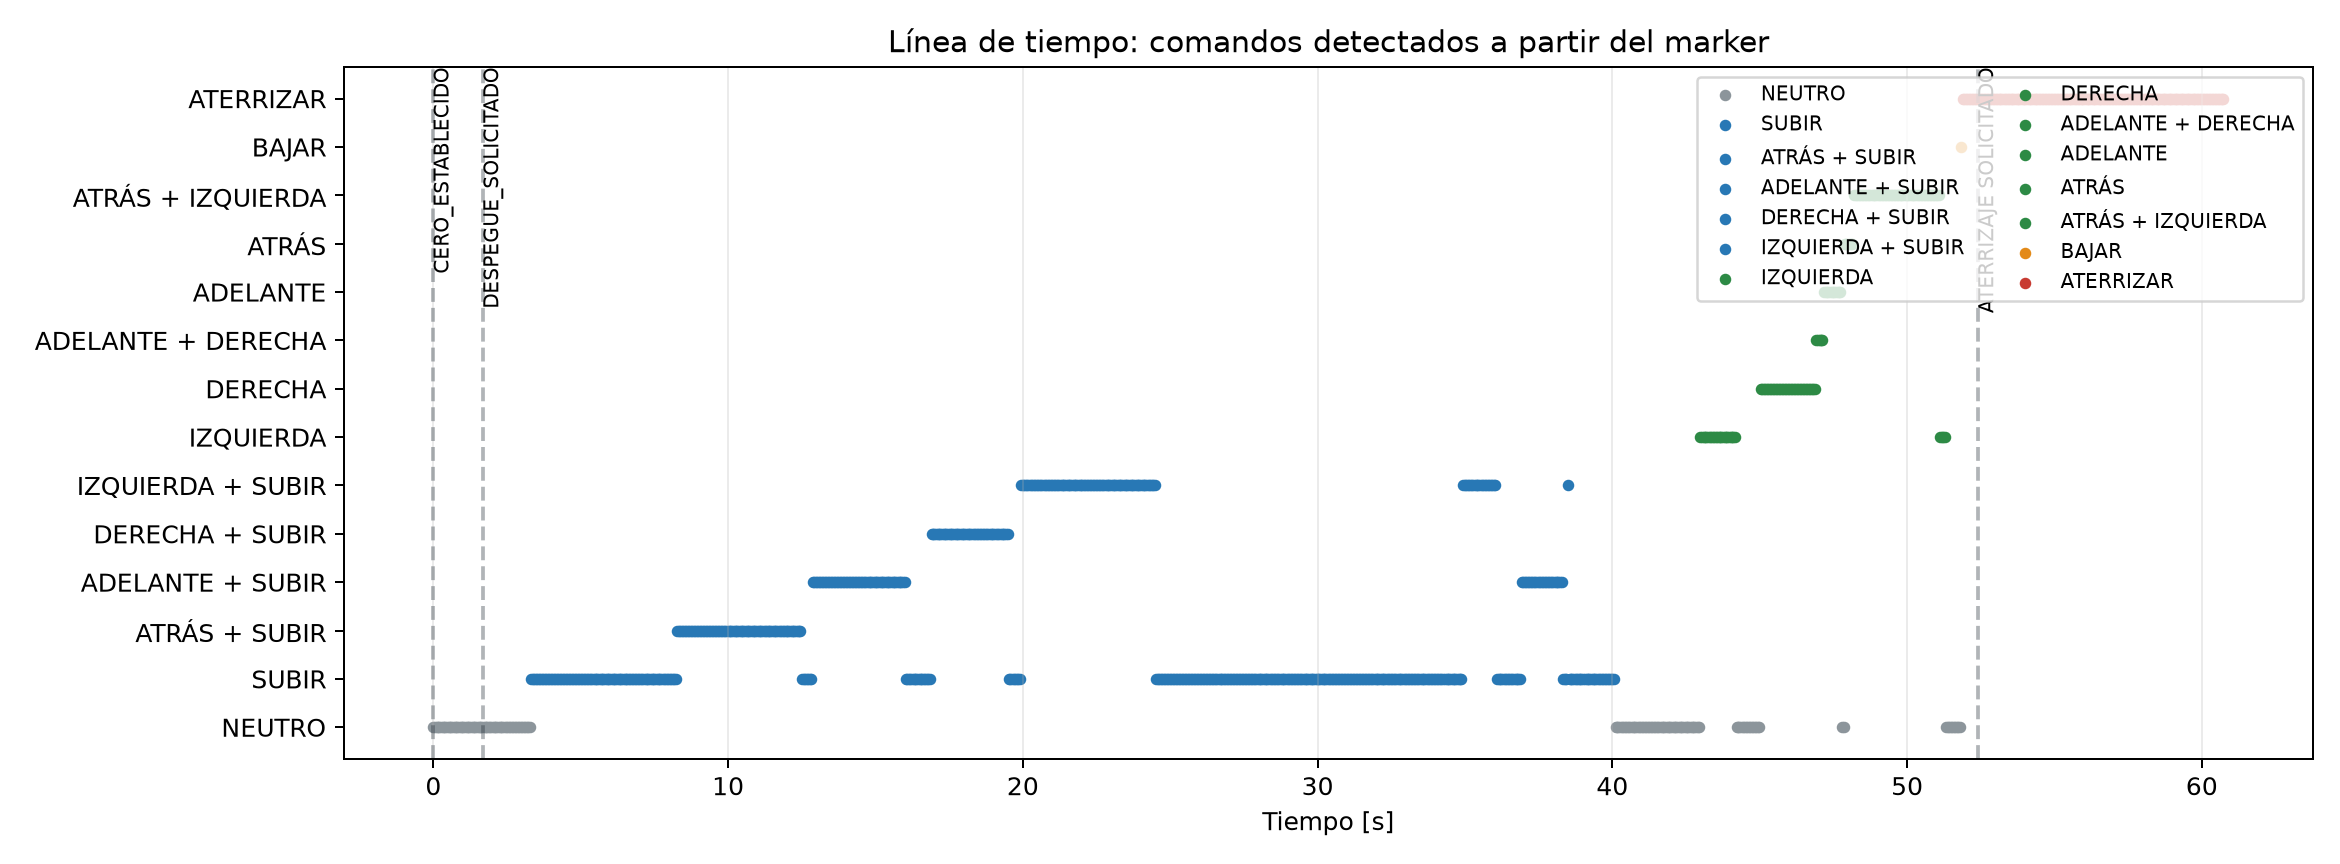 Línea de tiempo: comandos detectados a partir del marker
ATERRIZAR
BAJAR
ATRÁS + IZQUIERDA
ATRÁS
ADELANTE
ADELANTE + DERECHA
DERECHA
IZQUIERDA
IZQUIERDA + SUBIR
DERECHA + SUBIR
ADELANTE + SUBIR
ATRÁS + SUBIR
SUBIR
NEUTRO
CERO_ESTABLECIDO
DESPEGUE_SOLICITADO
ATERRIZAJE SOLICITADO
NEUTRO
SUBIR
ATRÁS + SUBIR
ADELANTE + SUBIR
DERECHA + SUBIR
IZQUIERDA + SUBIR
IZQUIERDA
DERECHA
ADELANTE + DERECHA
ADELANTE
ATRÁS
ATRÁS + IZQUIERDA
BAJAR
ATERRIZAR
0 10 20 30 40 50 60
Tiempo [s]